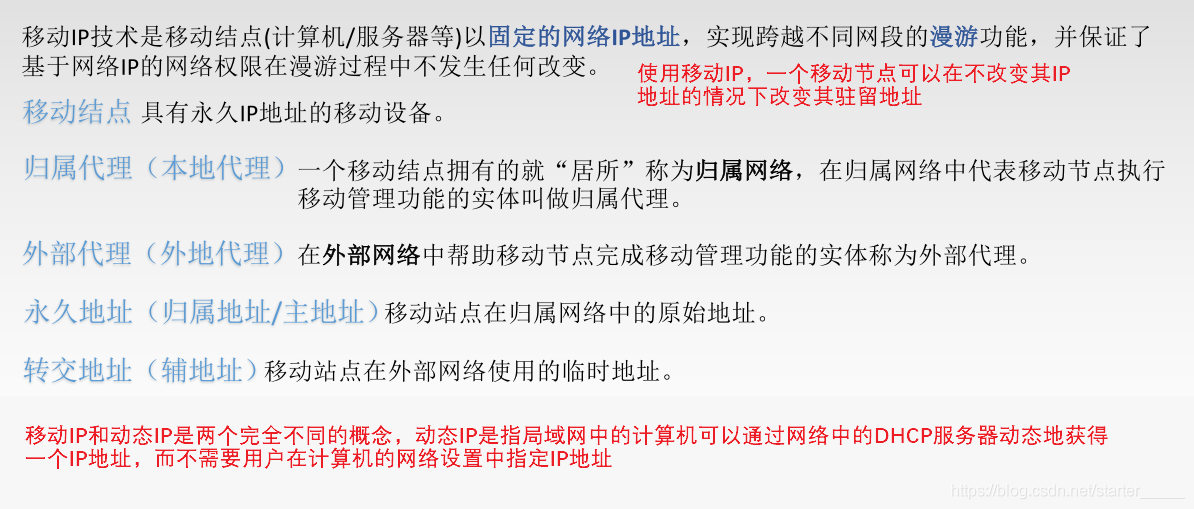 移动IP技术是移动结点(计算机/服务器等)以固定的网络IP地址，实现跨越不同网段的漫游功能，并保证了
基于网络IP的网络权限在漫游过程中不发生任何改变。
使用移动IP，一个移动节点可以在不改变其IP
地址的情况下改变其驻留地址
移动结点 具有永久IP地址的移动设备。
归属代理（本地代理）一个移动结点拥有的就“居所”称为归属网络，在归属网络中代表移动节点执行
移动管理功能的实体叫做归属代理。
外部代理（外地代理）在外部网络中帮助移动节点完成移动管理功能的实体称为外部代理。
永久地址（归属地址/主地址）移动站点在归属网络中的原始地址。
转交地址（辅地址）移动站点在外部网络使用的临时地址。
移动IP和动态IP是两个完全不同的概念，动态IP是指局域网中的计算机可以通过网络中的DHCP服务器动态地获得
一个IP地址，而不需要用户在计算机的网络设置中指定IP地址
https://blog.csdn.net/starter_____